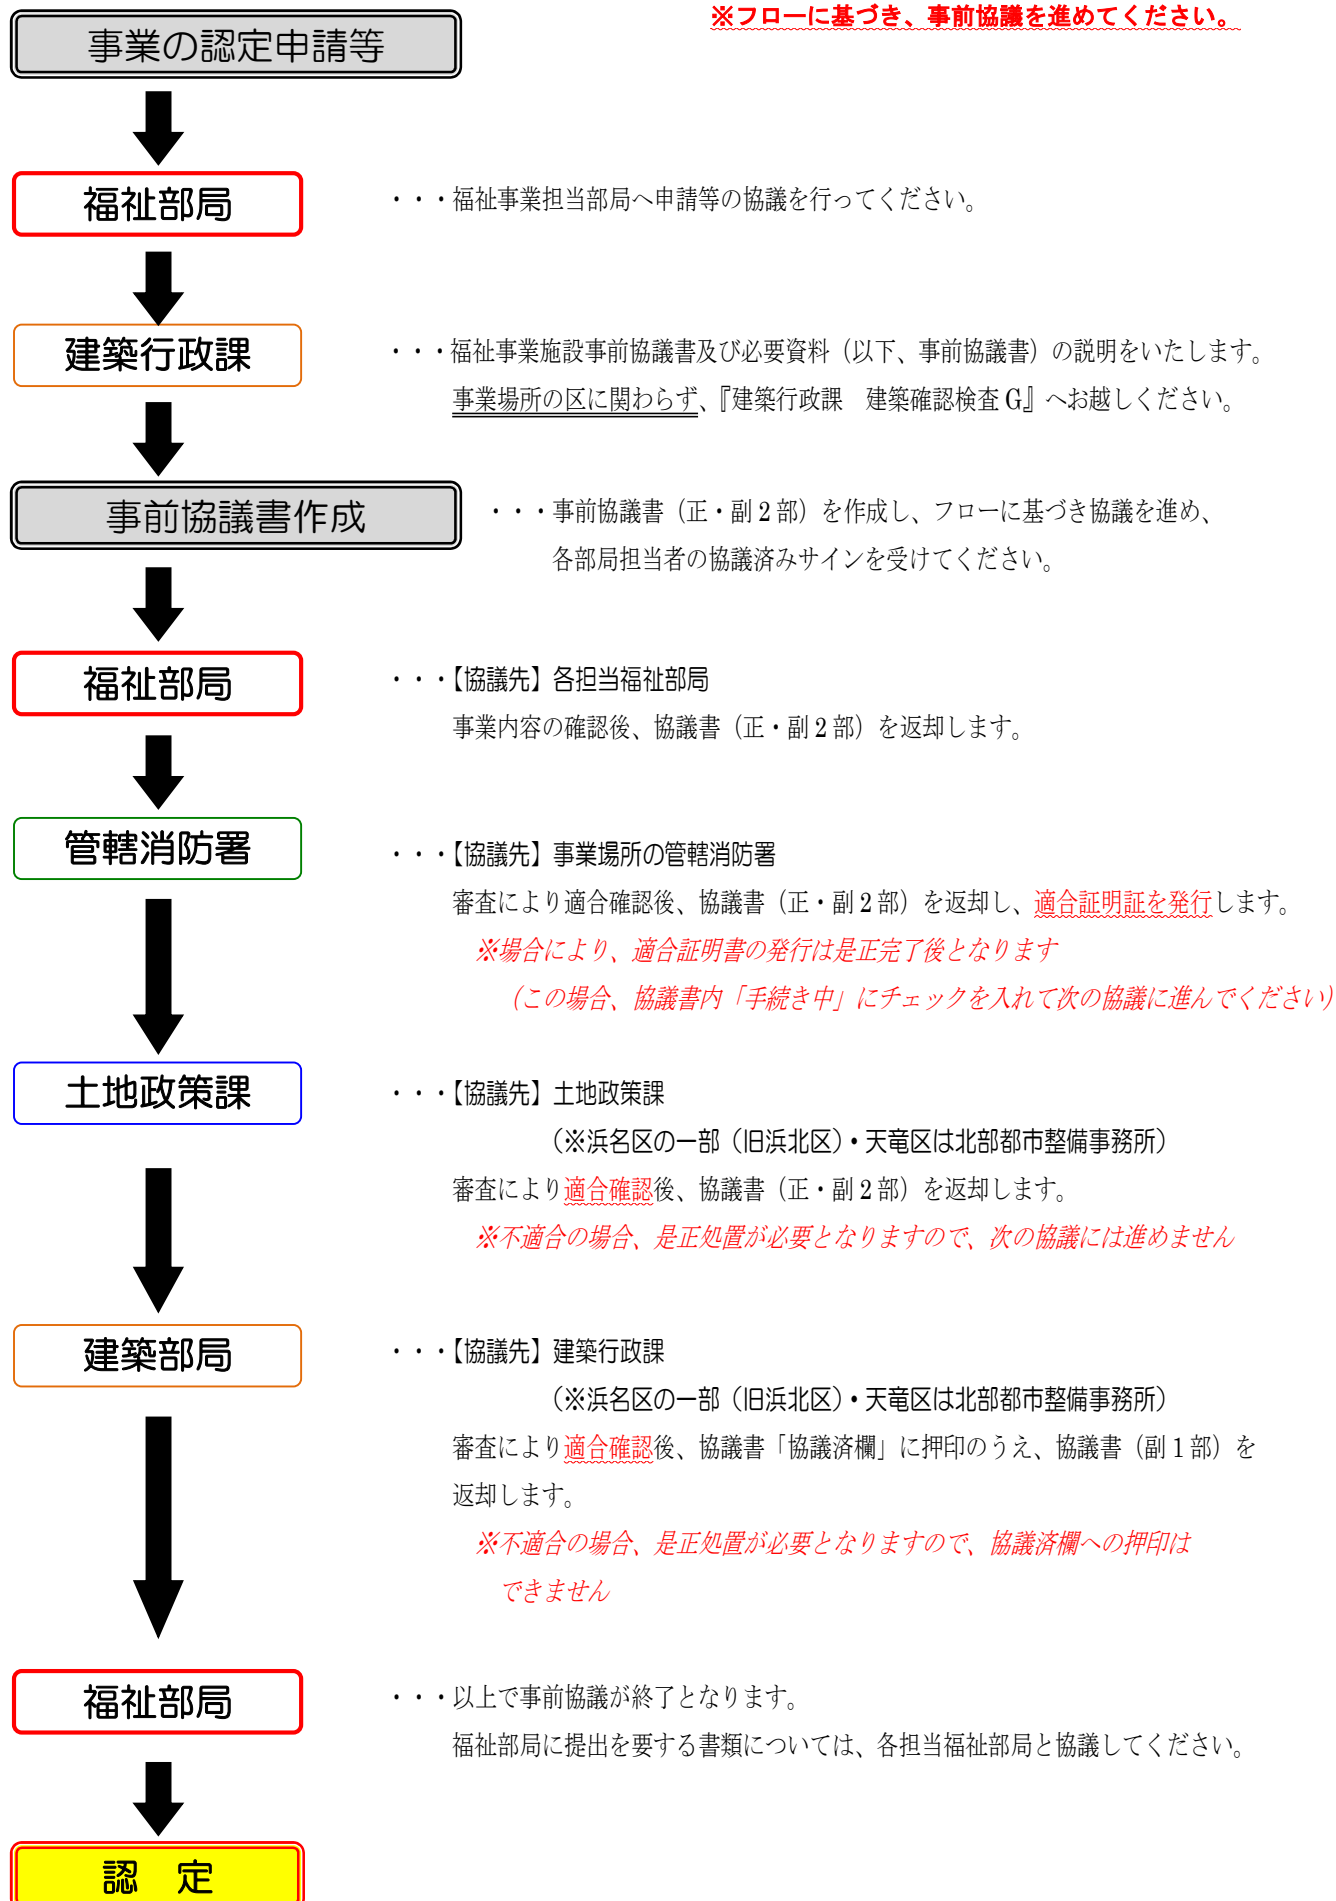 ※フローに基づき、事前協議を進めてください。
事業の認定申請等
福祉部局
・・・福祉事業担当部局へ申請等の協議を行ってください。
建築行政課
・・・福祉事業施設事前協議書及び必要資料（以下、事前協議書）の説明をいたします。
事業場所の区に関わらず、『建築行政課　建築確認検査G』へお越しください。
事前協議書作成
・・・事前協議書（正・副2部）を作成し、フローに基づき協議を進め、
各部局担当者の協議済みサインを受けてください。
福祉部局
・・・【協議先】各担当福祉部局
事業内容の確認後、協議書（正・副2部）を返却します。
管轄消防署
・・・【協議先】事業場所の管轄消防署
審査により適合確認後、協議書（正・副2部）を返却し、適合証明証を発行します。
※場合により、適合証明書の発行は是正完了後となります
（この場合、協議書内「手続き中」にチェックを入れて次の協議に進んでください）
土地政策課
・・・【協議先】土地政策課
（※浜名区の一部（旧浜北区）・天竜区は北部都市整備事務所）
審査により適合確認後、協議書（正・副2部）を返却します。
※不適合の場合、是正処置が必要となりますので、次の協議には進めません
建築部局
・・・【協議先】建築行政課
（※浜名区の一部（旧浜北区）・天竜区は北部都市整備事務所）
審査により適合確認後、協議書「協議済欄」に押印のうえ、協議書（副1部）を
返却します。
※不適合の場合、是正処置が必要となりますので、協議済欄への押印は
できません
福祉部局
・・・以上で事前協議が終了となります。
福祉部局に提出を要する書類については、各担当福祉部局と協議してください。
認　定